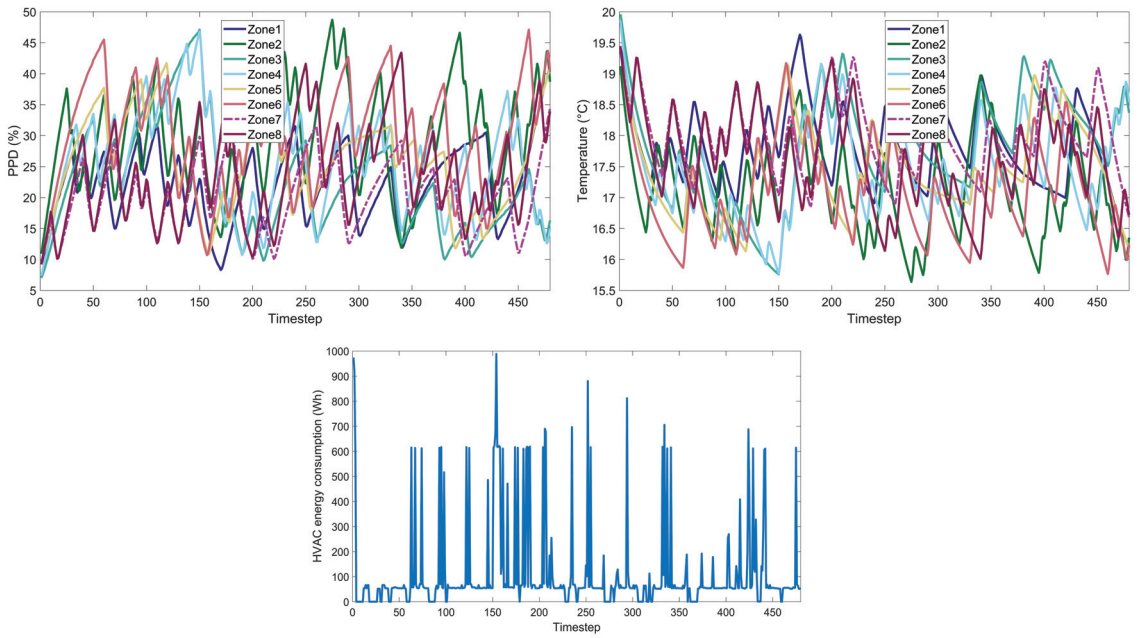 50
45
40
35
30
25
20
15
10
5
PPD (%)
Zone1
Zone2
Zone3
Zone4
Zone5
Zone6
Zone7
Zone8
0 50 100 150 200 250 300 350 400 450
Timestep
20
19.5
19
18.5
18
17.5
17
16.5
16
15.5
Temperature (°C)
Zone1
Zone2
Zone3
Zone4
Zone5
Zone6
Zone7
Zone8
0 50 100 150 200 250 300 350 400 450
Timestep
1000
900
800
700
600
500
400
300
200
100
0
HVAC energy consumption (Wh)
0 50 100 150 200 250 300 350 400 450
Timestep